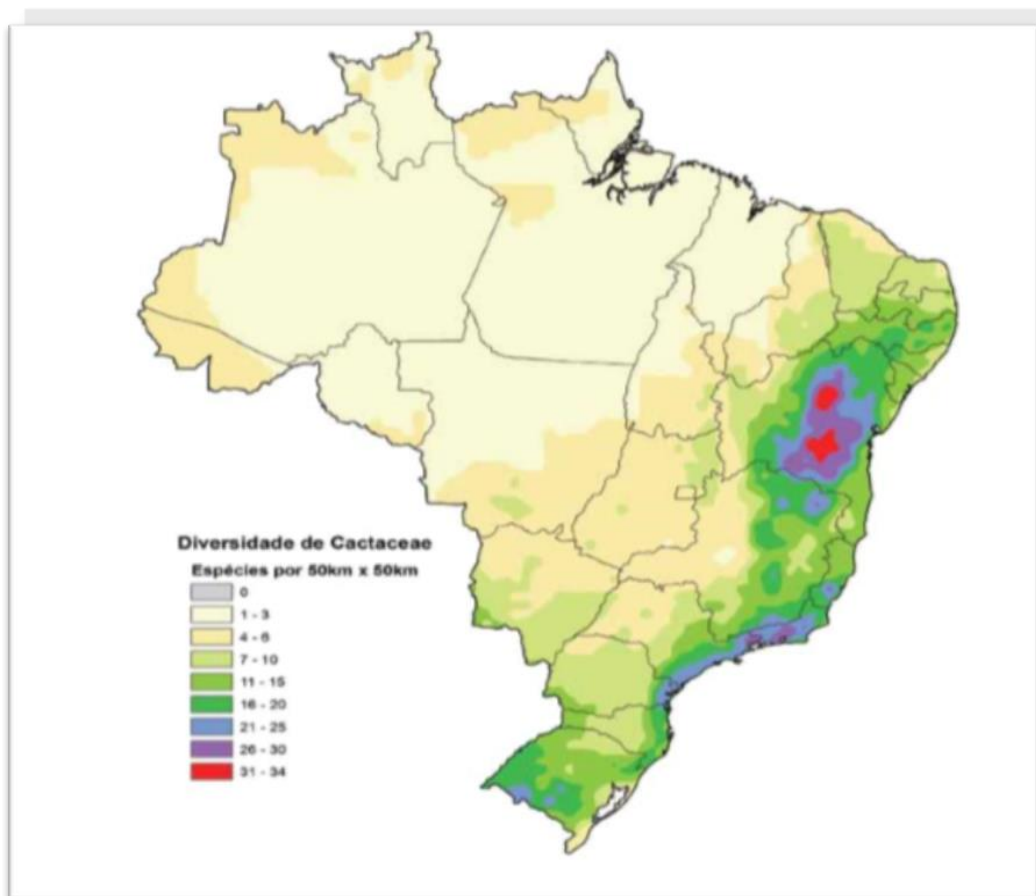 Diversidade de Cactaceae
Espécies por 50km x 50km
0
1 - 3
4 - 6
7 - 10
11 - 15
16 - 20
21 - 25
26 - 30
31 - 34